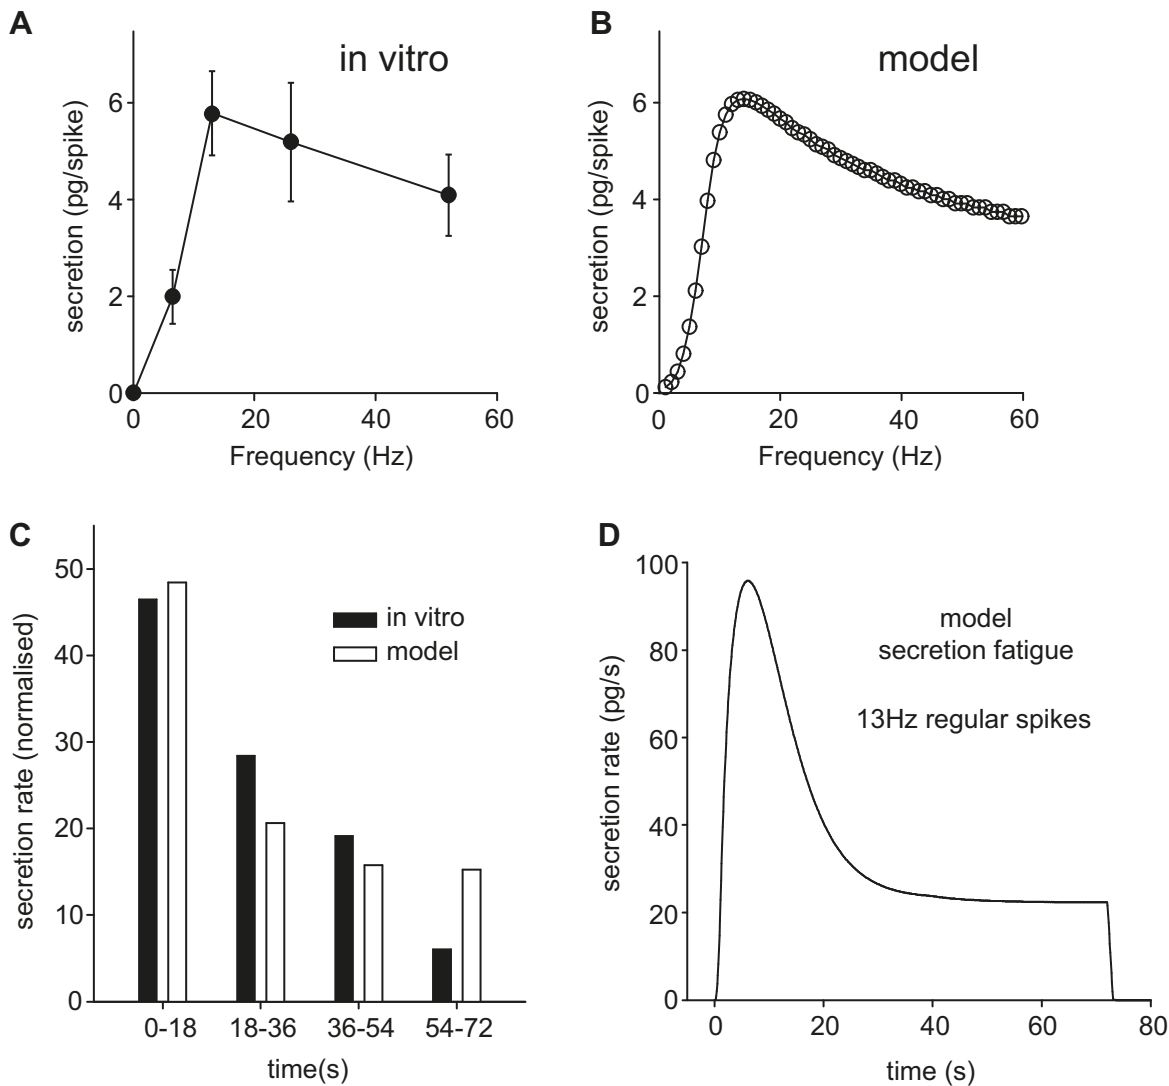 A
in vitro
secretion (pg/spike)
6
4
2
0
0 20 40 60
Frequency (Hz)
B
model
secretion (pg/spike)
6
4
2
0
0 20 40 60
Frequency (Hz)
C
secretion rate (normalised)
50
40
30
20
10
0
in vitro
model
0-18 18-36 36-54 54-72
time(s)
D
secretion rate (pg/s)
100
80
60
40
20
0
model
secretion fatigue
13Hz regular spikes
0 20 40 60 80
time (s)